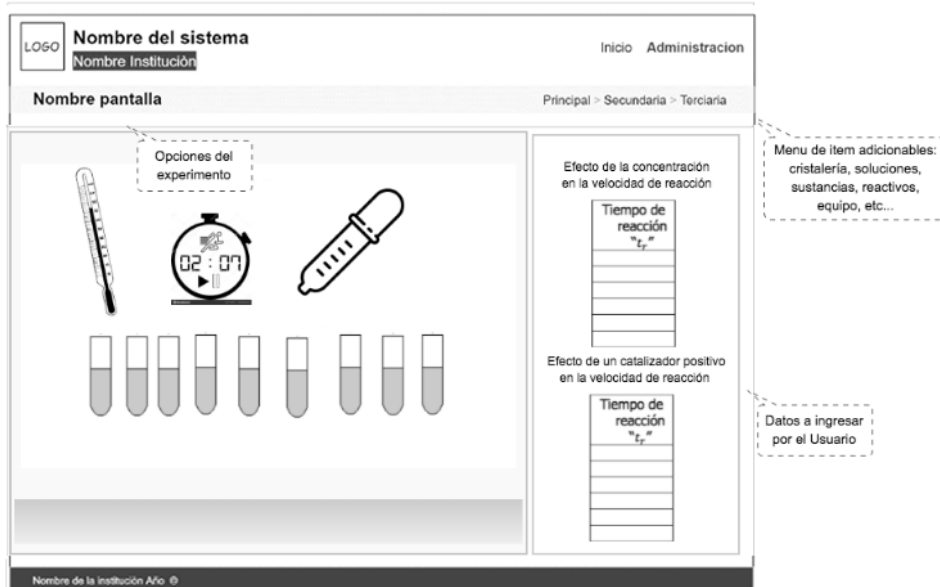 LOGO
Nombre del sistema
Nombre Institución
Inicio Administracion
Nombre pantalla
Principal > Secundaria > Terciaria
Opciones del
experimento
Menu de item adicionables:
cristalería, soluciones,
sustancias, reactivos,
equipo, etc...
Efecto de la concentración
en la velocidad de reacción
Tiempo de
reacción
"tr"
02:07
Efecto de un catalizador positivo
en la velocidad de reacción
Tiempo de
reacción
"tr"
Datos a ingresar
por el Usuario
Nombre de la institución Año ©